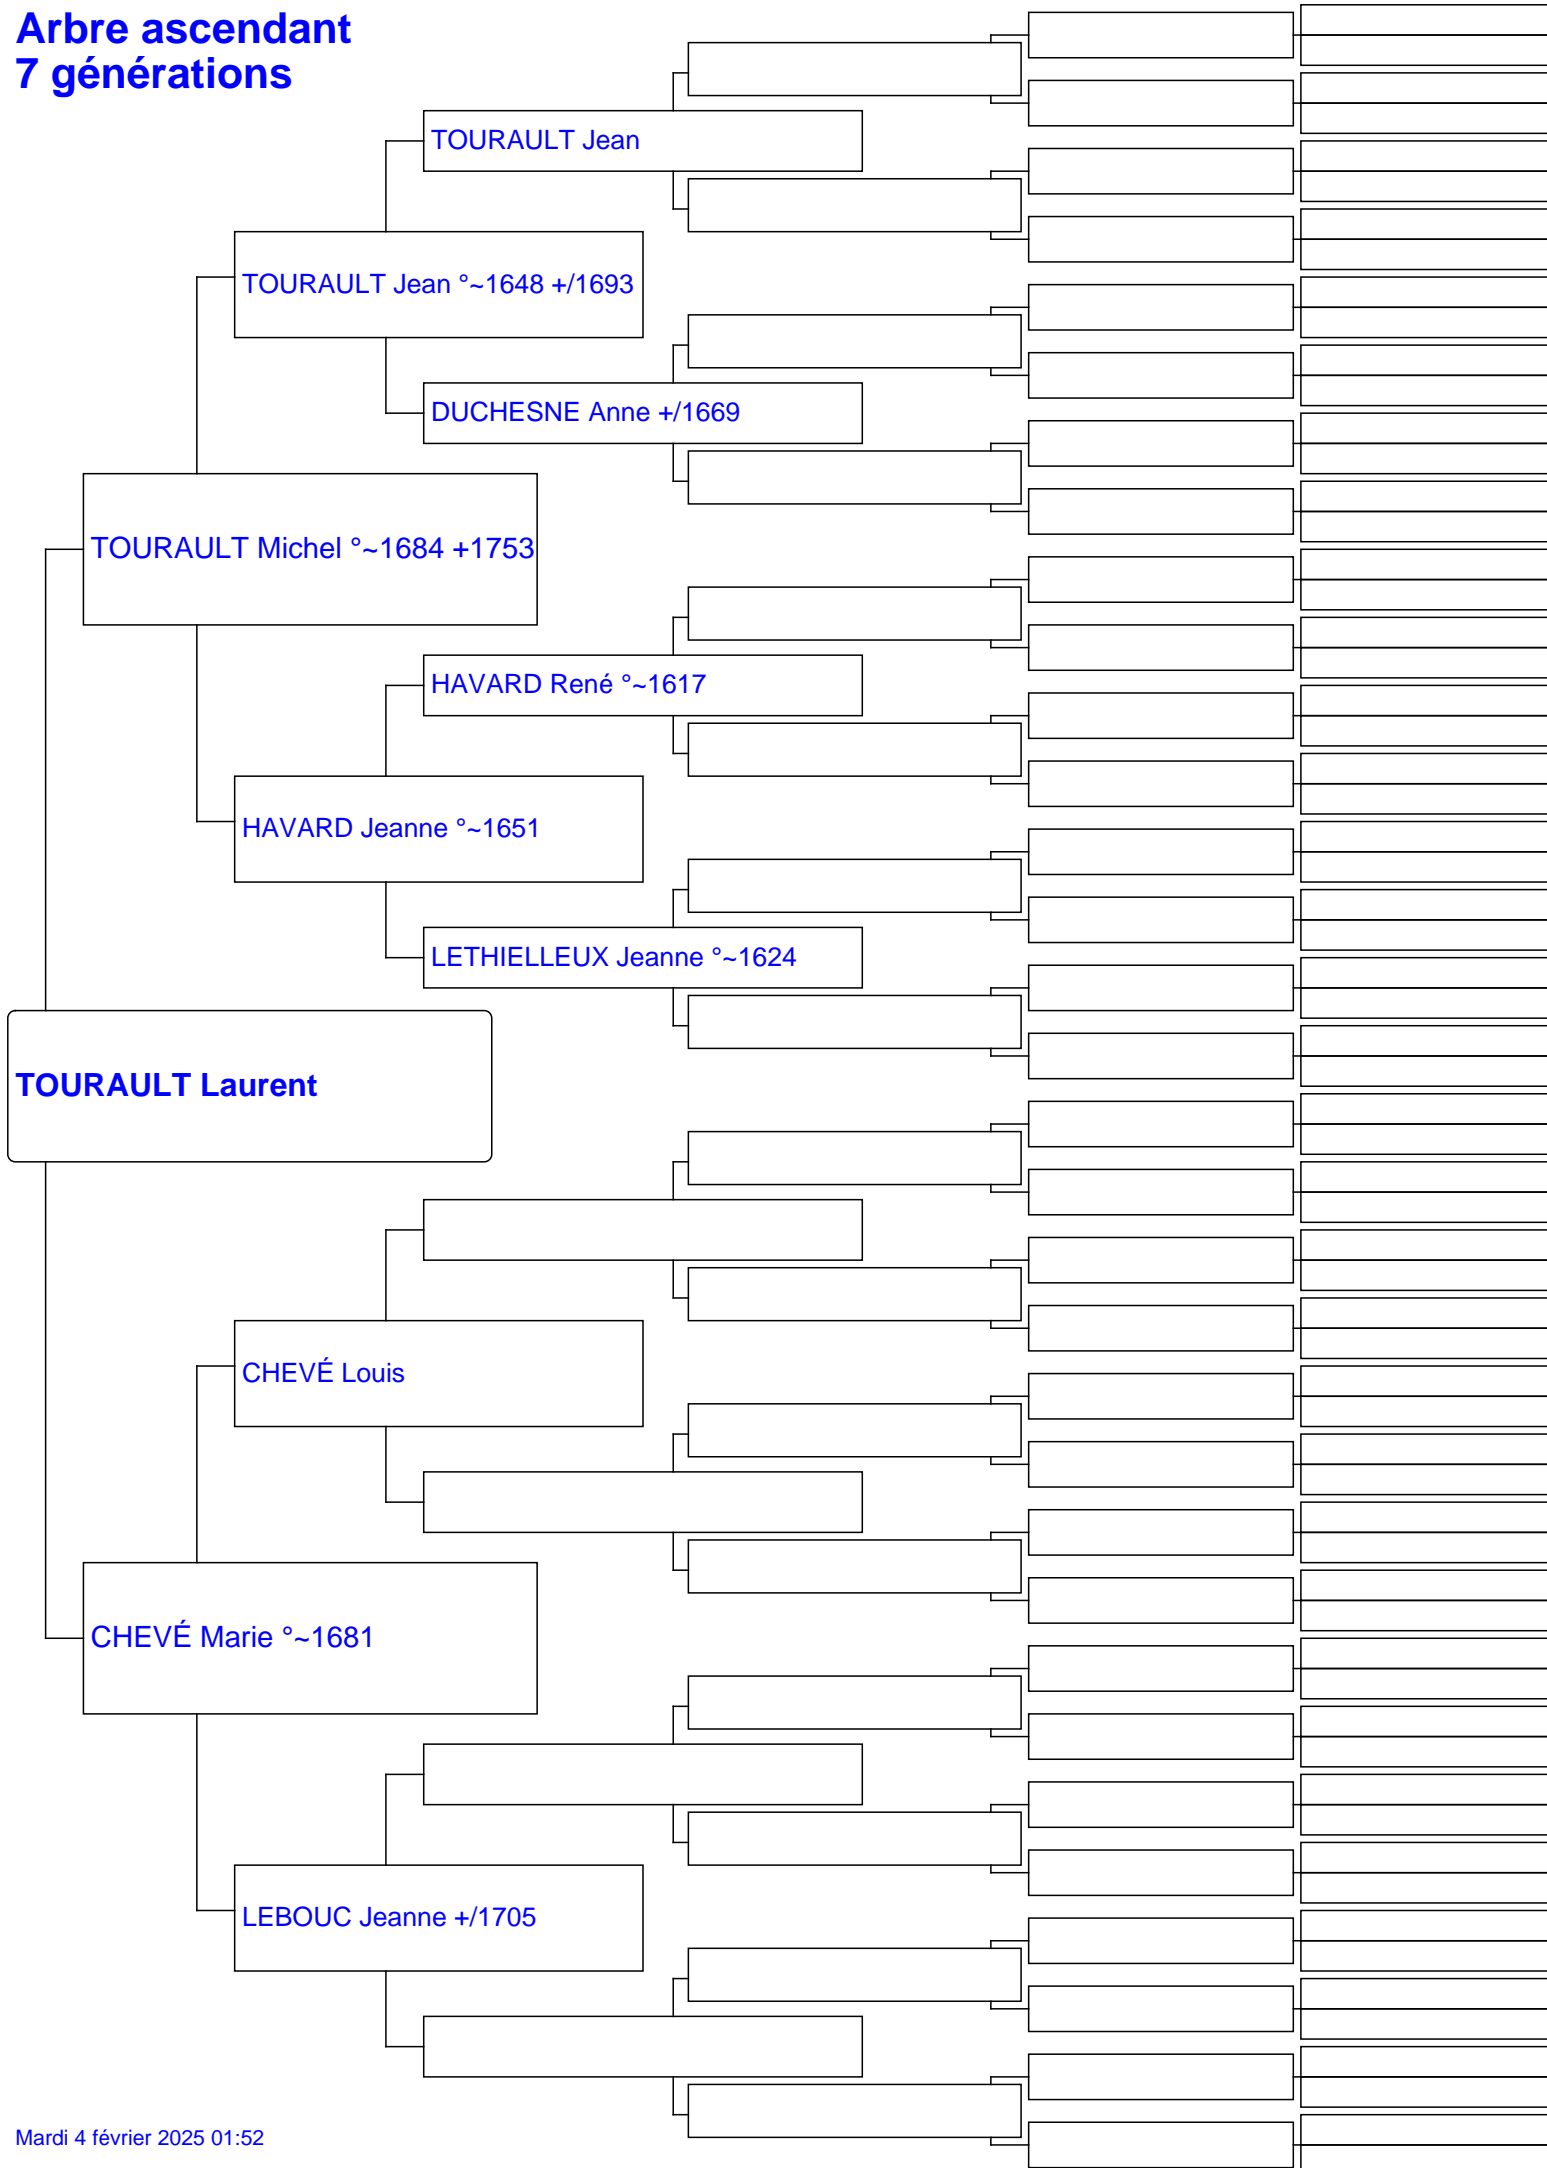 Arbre ascendant
7 générations
TOURAULT Jean
TOURAULT Jean °~1648 +/1693
DUCHESNE Anne +/1669
TOURAULT Michel °~1684 +1753
HAVARD René °~1617
HAVARD Jeanne °~1651
LETHIELLEUX Jeanne °~1624
TOURAULT Laurent
CHEVÉ Louis
CHEVÉ Marie °~1681
LEBOUC Jeanne +/1705
Mardi 4 février 2025 01:52